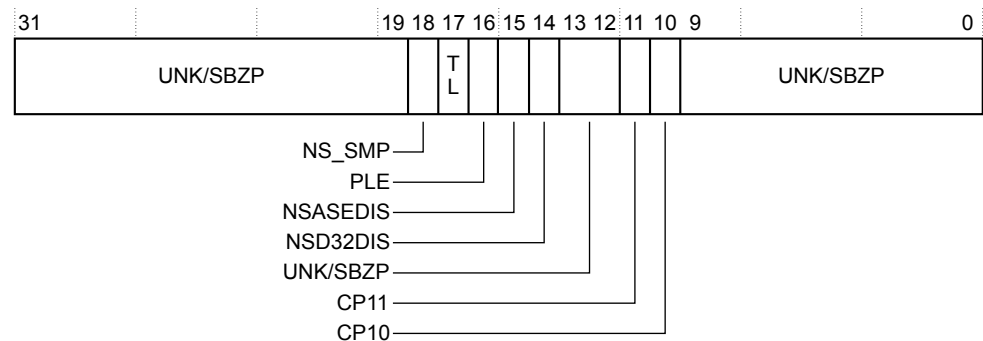 31 19 18 17 16 15 14 13 12 11 10 9 0
UNK/SBZP T L UNK/SBZP
NS_SMP
PLE
NSASEDIS
NSD32DIS
UNK/SBZP
CP11
CP10